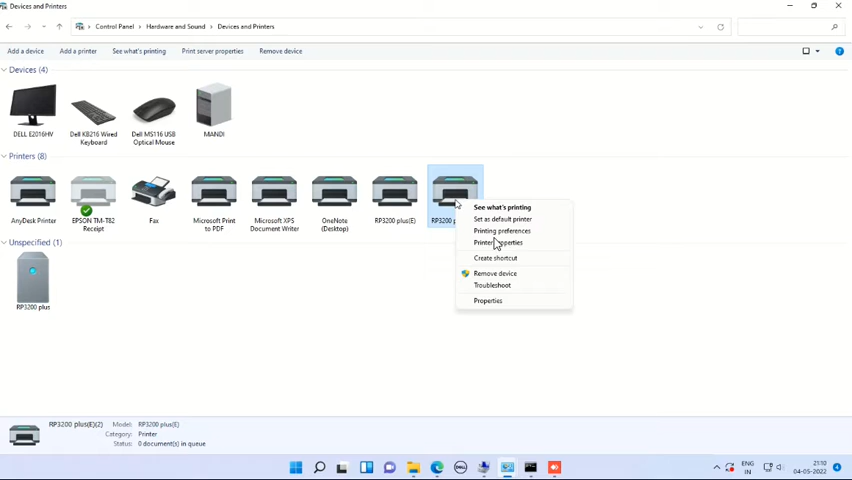 Devices and Printers
Control Panel > Hardware and Sound > Devices and Printers
Add a device Add a printer See what's printing Print server properties Remove device
Devices (4)
DELL E2016HV
Dell KB216 Wired
Keyboard
Dell MS116 USB
Optical Mouse
MANDI
Printers (8)
AnyDesk Printer
EPSON TM-T82
Receipt
Fax
Microsoft Print
to PDF
Microsoft XPS
Document Writer
OneNote
(Desktop)
RP3200 plus(E)
RP3200
See what's printing
Set as default printer
Printing preferences
Printer properties
Create shortcut
Remove device
Troubleshoot
Properties
Unspecified (1)
RP3200 plus
RP3200 plus(E)(2)
Model: RP3200 plus(E)
Category: Printer
Status: 0 document(s) in queue
DELL
ENG
IN
21:10
04-05-2022
4